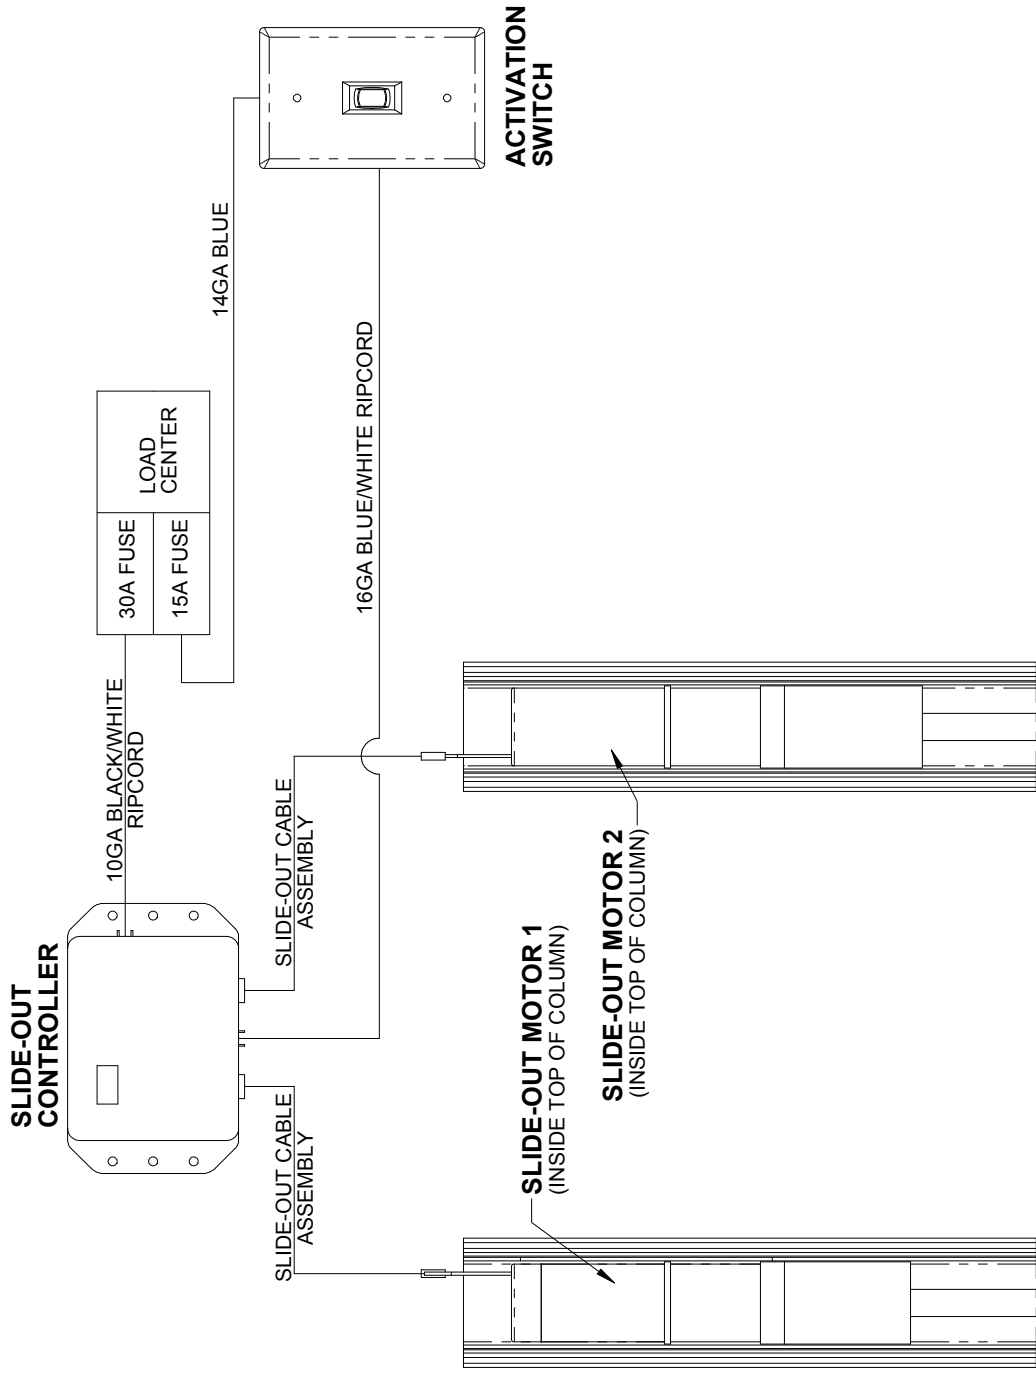 SLIDE-OUT
CONTROLLER
10GA BLACK/WHITE
RIPCORD
30A FUSE
15A FUSE
LOAD
CENTER
14GA BLUE
ACTIVATION
SWITCH
16GA BLUE/WHITE RIPCORD
SLIDE-OUT CABLE
ASSEMBLY
SLIDE-OUT CABLE
ASSEMBLY
SLIDE-OUT MOTOR 1
(INSIDE TOP OF COLUMN)
SLIDE-OUT MOTOR 2
(INSIDE TOP OF COLUMN)